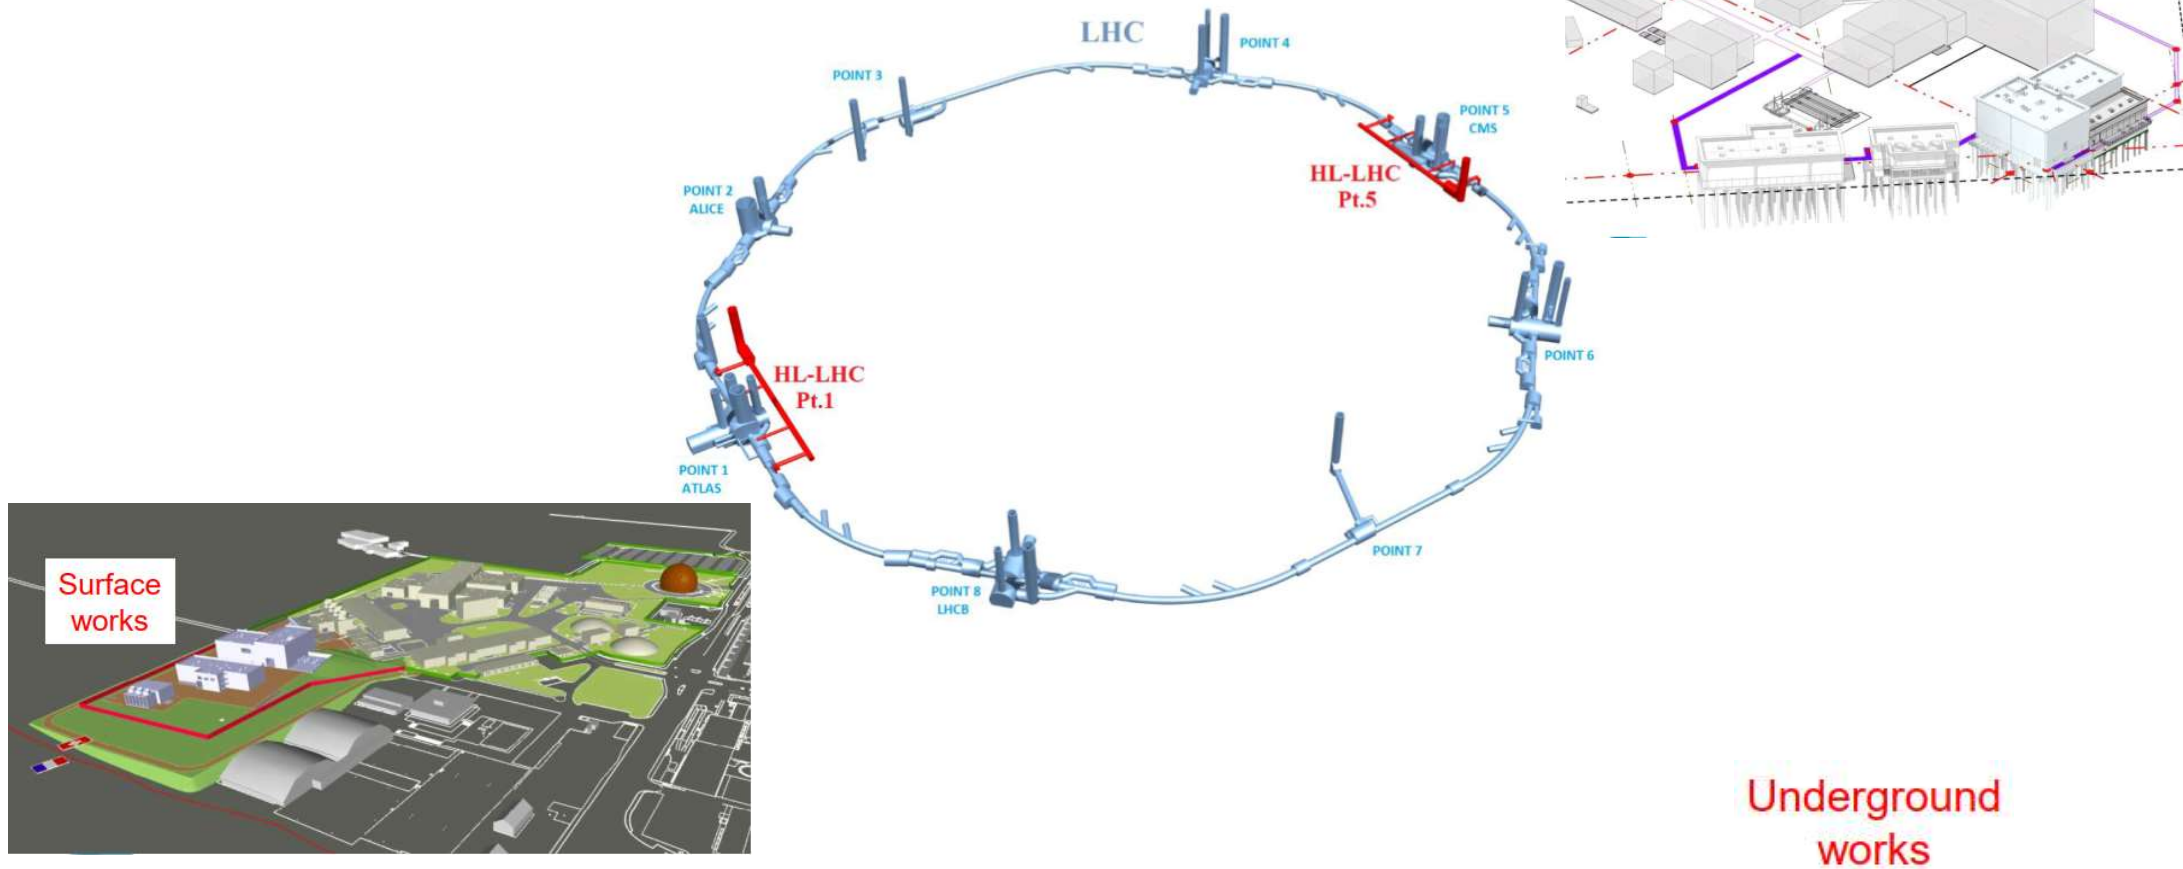 LHC
POINT 4
POINT 3
POINT 5
CMS
HL-LHC
Pt.5
POINT 2
ALICE
POINT 6
HL-LHC
Pt.1
POINT 1
ATLAS
POINT 7
POINT 8
LHCB
Surface
works
Underground
works